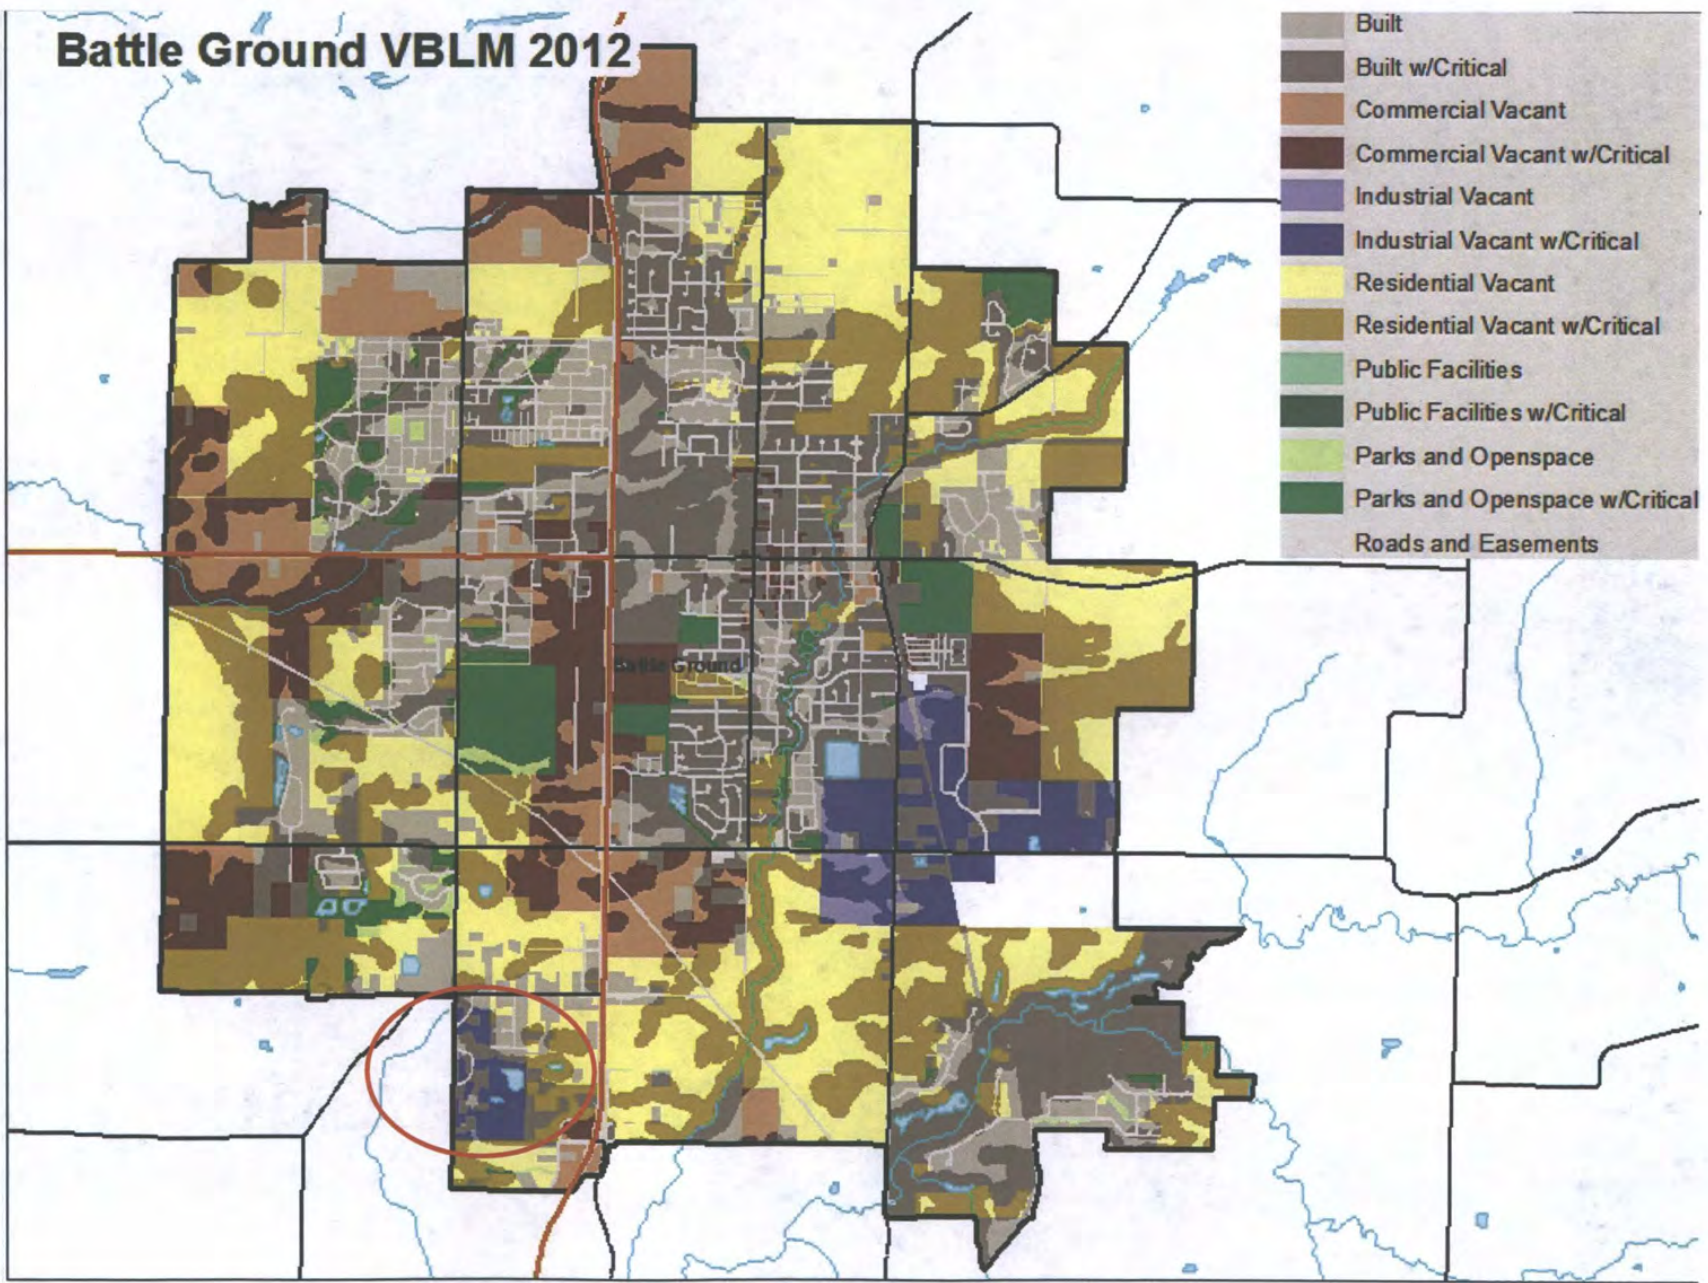 Battle Ground VBLM 2012
Built
Built w/Critical
Commercial Vacant
Commercial Vacant w/Critical
Industrial Vacant
Industrial Vacant w/Critical
Residential Vacant
Residential Vacant w/Critical
Public Facilities
Public Facilities w/Critical
Parks and Openspace
Parks and Openspace w/Critical
Roads and Easements
Battle Ground